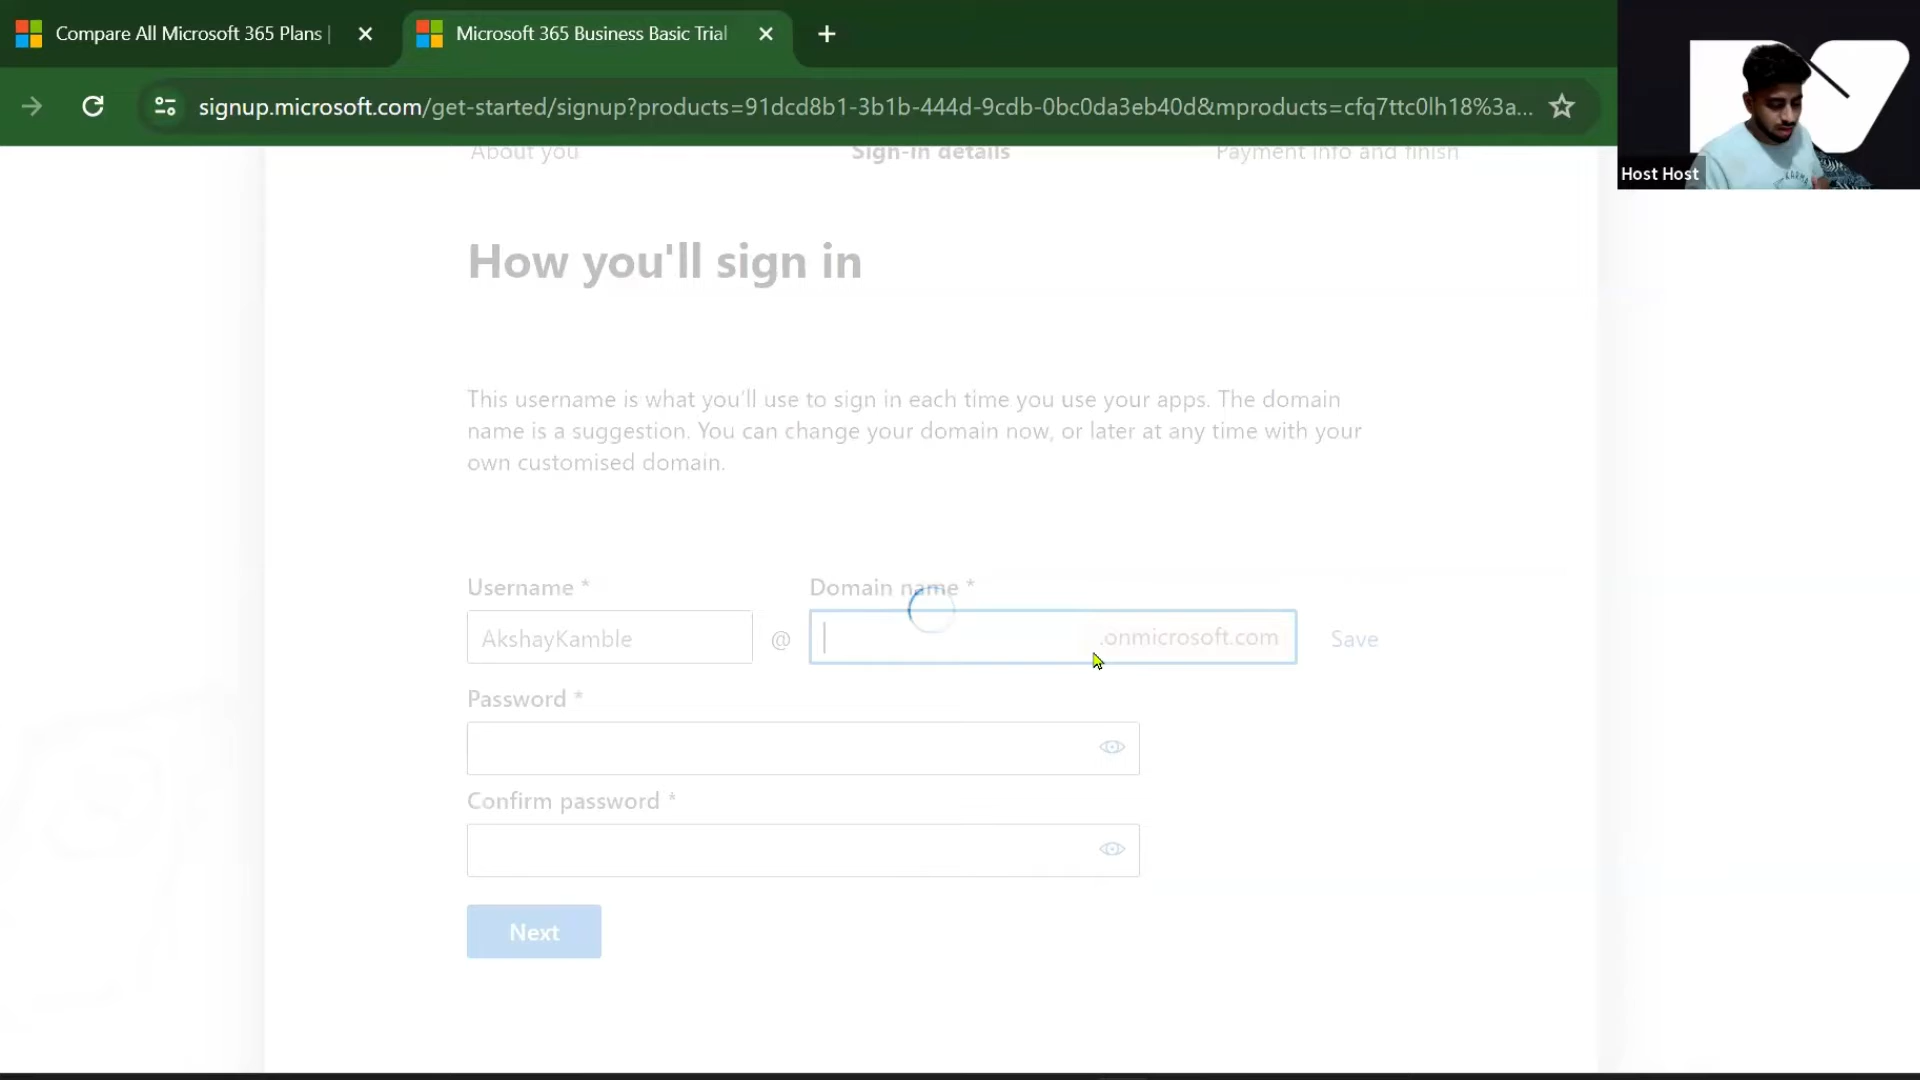 Compare All Microsoft 365 Plans |
Microsoft 365 Business Basic Trial
signup.microsoft.com/get-started/signup?products=91dcd8b1-3b1b-444d-9cdb-0bc0da3eb40d&mproducts=cfq7ttc0lh18%3a...
Host Host
About you
Sign-in details
Payment info and finish
How you'll sign in
This username is what you'll use to sign in each time you use your apps. The domain
name is a suggestion. You can change your domain now, or later at any time with your
own customised domain.
Username *
Domain name *
AkshayKamble
@
.onmicrosoft.com
Save
Password *
Confirm password *
Next